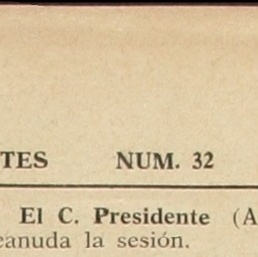 TES NUM. 32
El C. Presidente (A
eanuda la sesión.